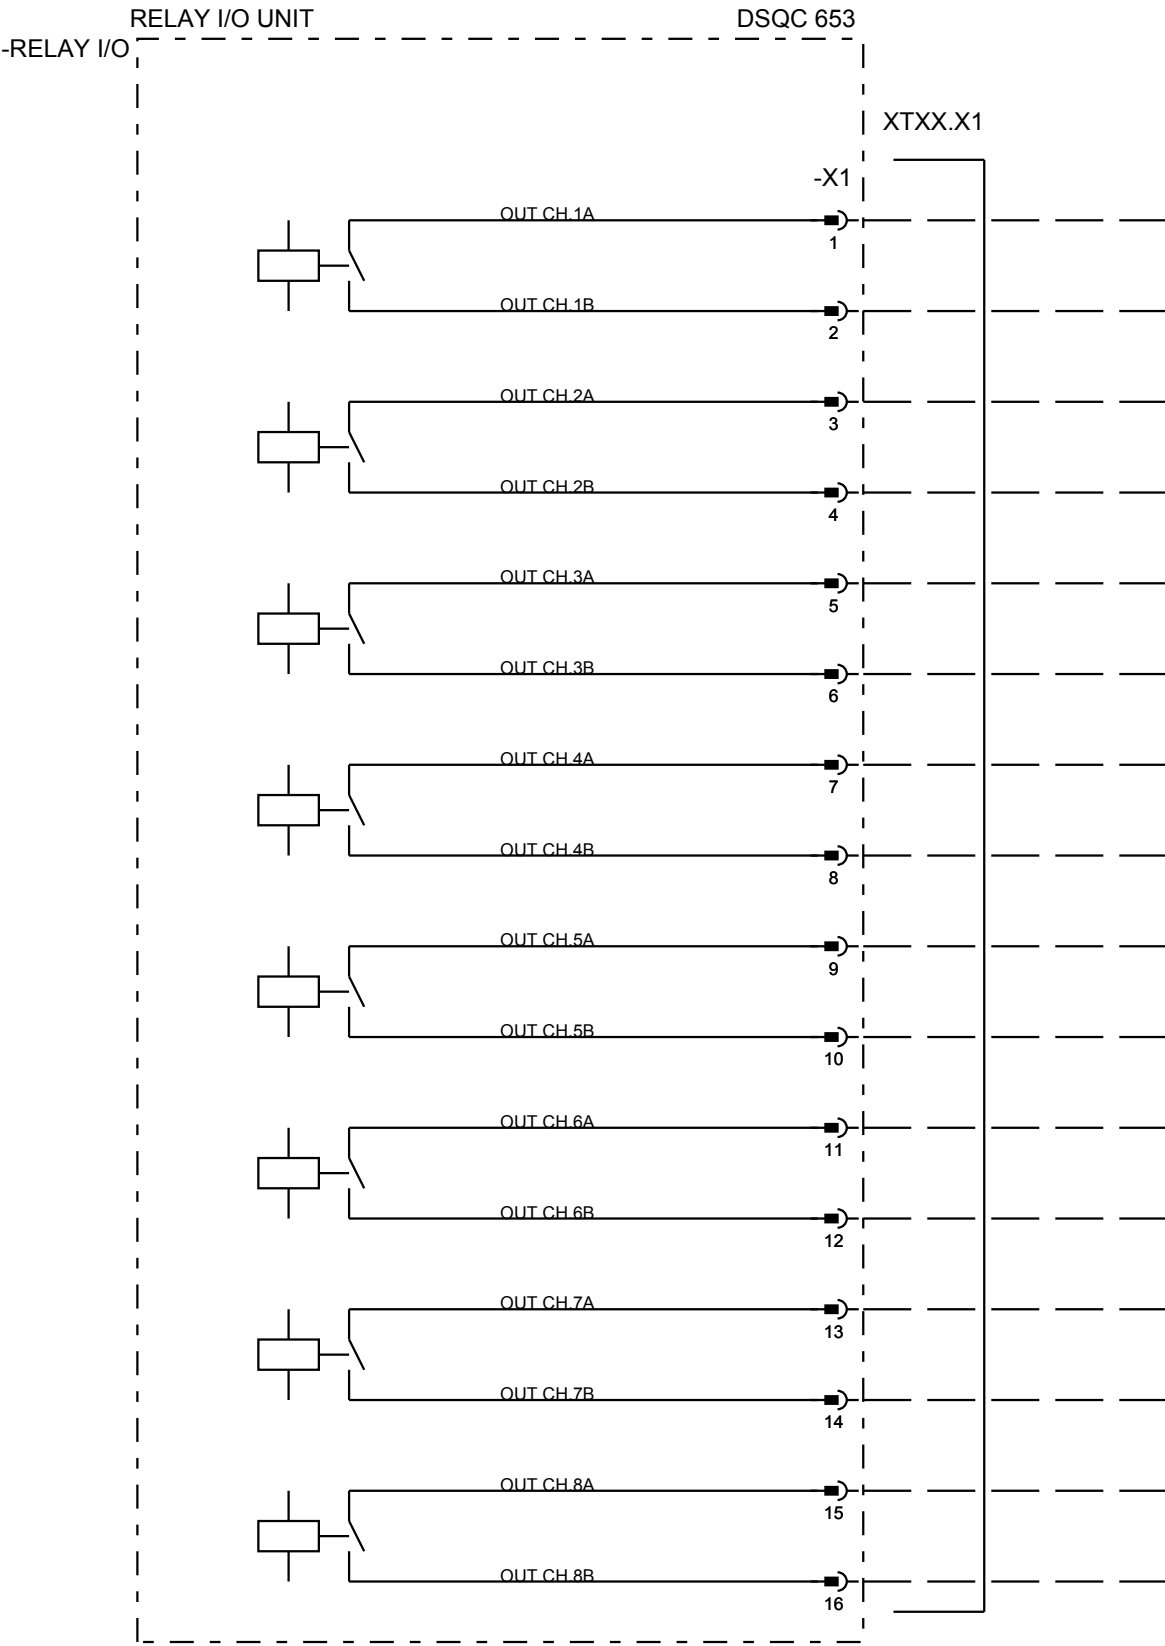 RELAY I/O UNIT DSQC 653
-RELAY I/O
XTXX.X1
-X1
OUT CH.1A
1
OUT CH.1B
2
OUT CH.2A
3
OUT CH.2B
4
OUT CH.3A
5
OUT CH.3B
6
OUT CH.4A
7
OUT CH.4B
8
OUT CH.5A
9
OUT CH.5B
10
OUT CH.6A
11
OUT CH.6B
12
OUT CH.7A
13
OUT CH.7B
14
OUT CH.8A
15
OUT CH.8B
16